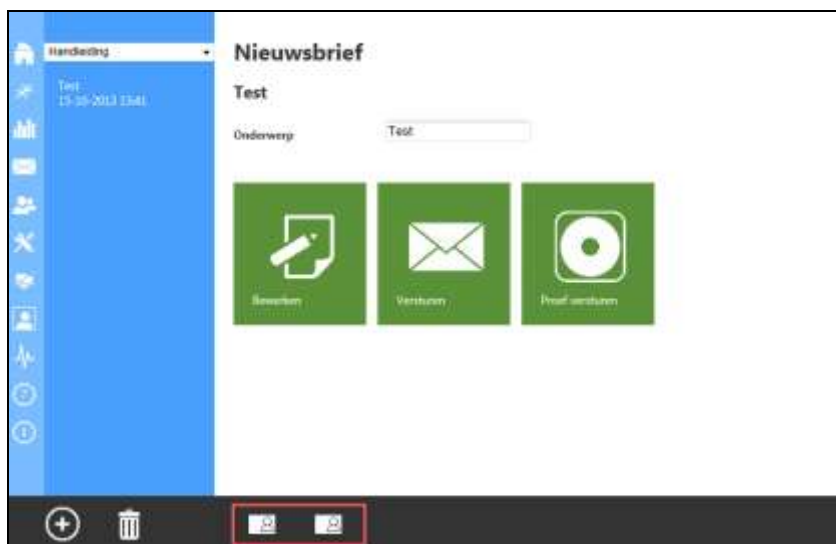 Handleiding
Test
15-10-2013 13:41
Nieuwsbrief
Test
Onderwerp
Test
Bewerken
Versturen
Proef versturen